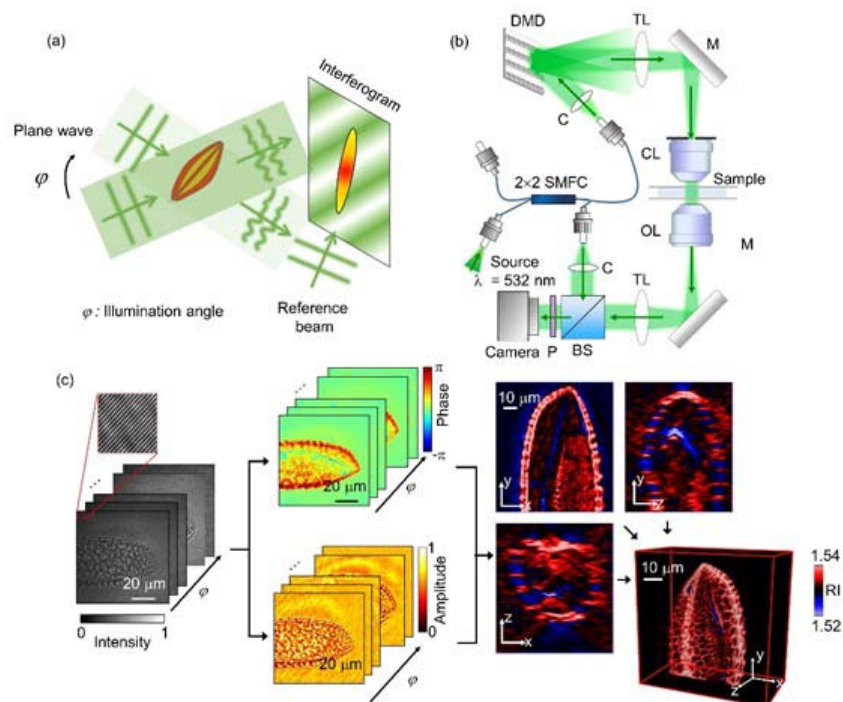 (a)
Plane wave
φ
Interferogram
φ : Illumination angle
Reference
beam
(b)
DMD
TL
M
C
CL
2×2 SMFC
Sample
OL
M
Source
λ = 532 nm
C
TL
Camera
P
BS
(c)
20 μm
φ
0
1
Intensity
π
Phase
-π
20 μm
φ
1
Amplitude
0
20 μm
φ
10 μm
y
x
y
z
z
x
10 μm
y
z
x
1.54
RI
1.52